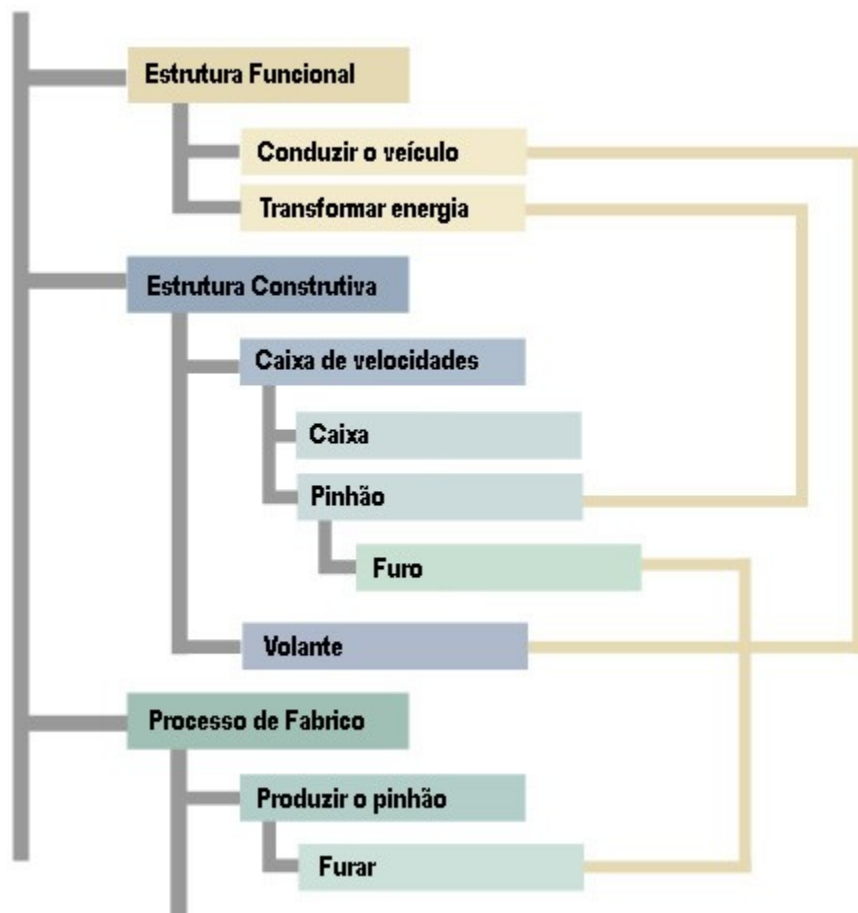 Estrutura Funcional
Conduzir o veículo
Transformar energia
Estrutura Construtiva
Caixa de velocidades
Caixa
Pinhão
Furo
Volante
Processo de Fabrico
Produzir o pinhão
Furar